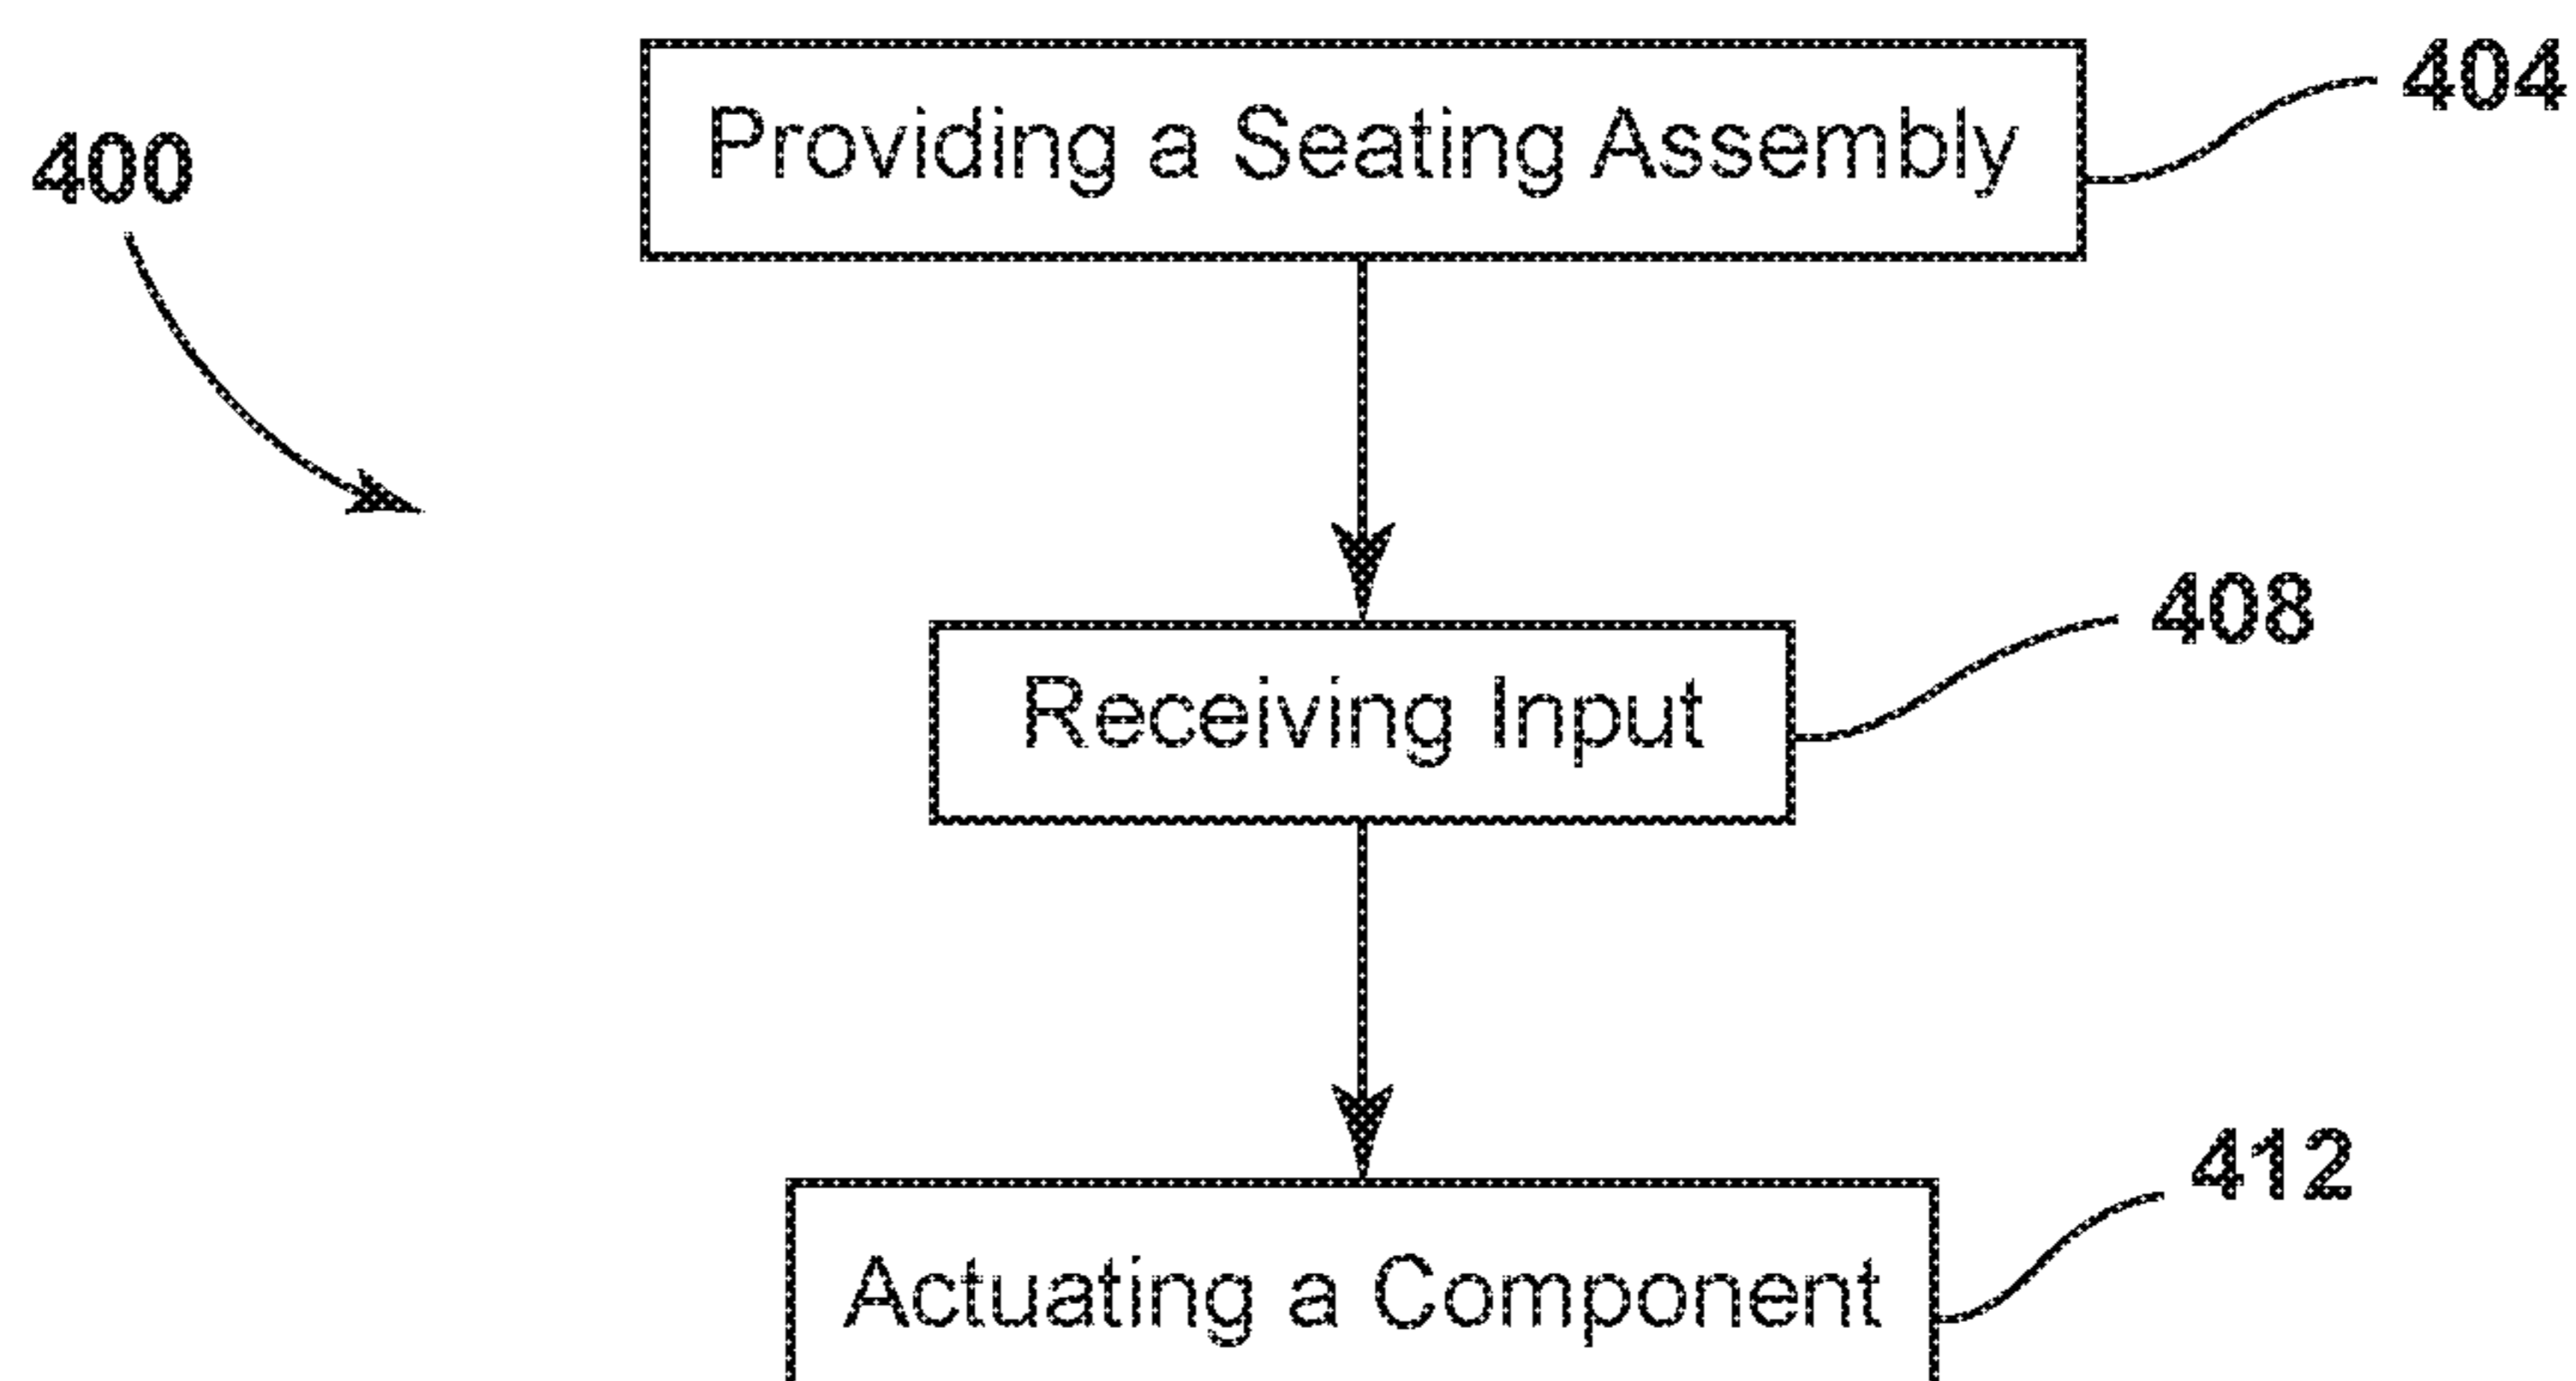 404
Providing a Seating Assembly
400
408
Receiving Input
412
Actuating a Component